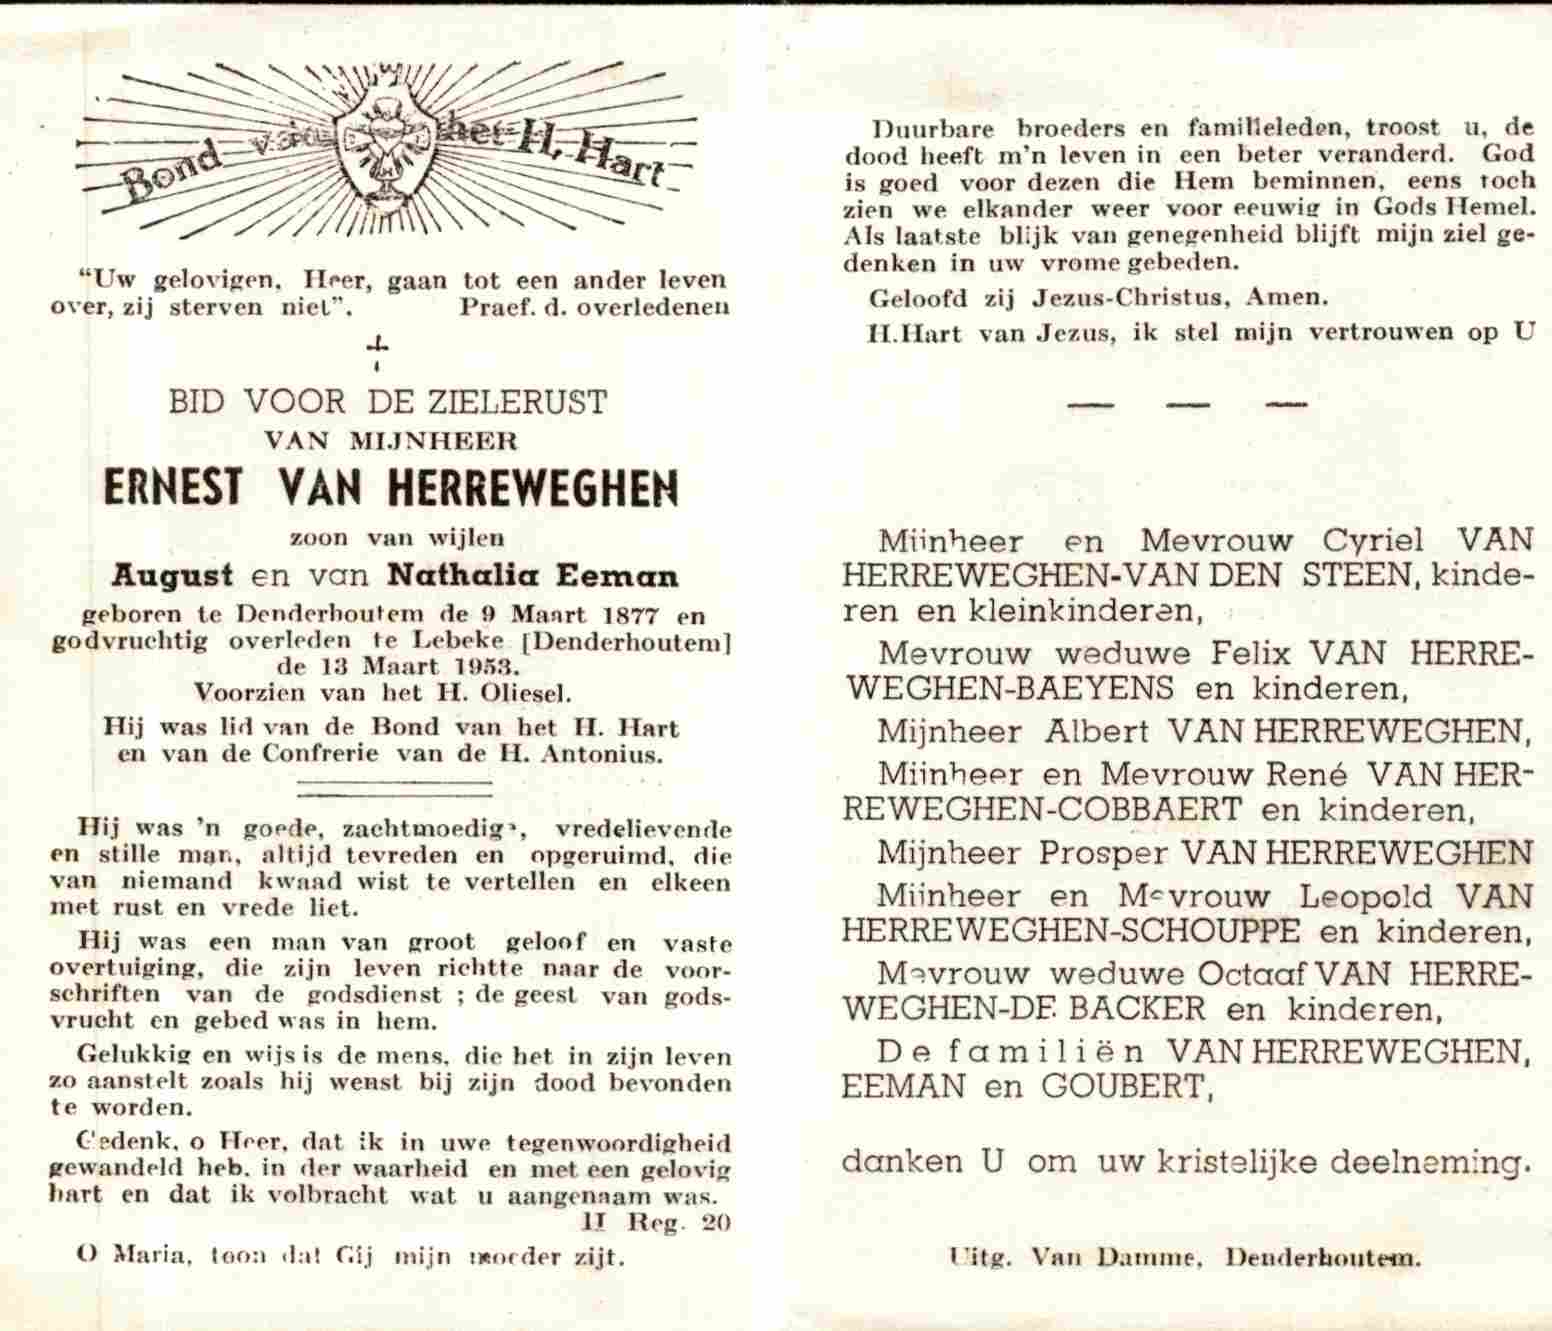 Bond van het H. Hart
“Uw gelovigen, Heer, gaan tot een ander leven
over, zij sterven niet”. Praef. d. overledenen
BID VOOR DE ZIELERUST
VAN MIJNHEER
ERNEST VAN HERREWEGHEN
zoon van wijlen
August en van Nathalia Eeman
geboren te Denderhoutem de 9 Maart 1877 en
godvruchtig overleden te Lebeke [Denderhoutem]
de 13 Maart 1953.
Voorzien van het H. Oliesel.
Hij was lid van de Bond van het H. Hart
en van de Confrerie van de H. Antonius.
Hij was 'n goede, zachtmoedige, vredelievende
en stille man, altijd tevreden en opgeruimd, die
van niemand kwaad wist te vertellen en elkeen
met rust en vrede liet.
Hij was een man van groot geloof en vaste
overtuiging, die zijn leven richtte naar de voor-
schriften van de godsdienst ; de geest van gods-
vrucht en gebed was in hem.
Gelukkig en wijs is de mens, die het in zijn leven
zo aanstelt zoals hij wenst bij zijn dood bevonden
te worden.
Gedenk, o Heer, dat ik in uwe tegenwoordigheid
gewandeld heb, in der waarheid en met een gelovig
hart en dat ik volbracht wat u aangenaam was.
II Reg. 20
O Maria, toon dat Gij mijn moeder zijt.
Duurbare broeders en familieleden, troost u, de
dood heeft m'n leven in een beter veranderd. God
is goed voor dezen die Hem beminnen, eens toch
zien we elkander weer voor eeuwig in Gods Hemel.
Als laatste blijk van genegenheid blijft mijn ziel ge-
denken in uw vrome gebeden.
Geloofd zij Jezus-Christus, Amen.
H. Hart van Jezus, ik stel mijn vertrouwen op U
Mijnheer en Mevrouw Cyriel VAN
HERREWEGHEN-VAN DEN STEEN, kinde-
ren en kleinkinderen,
Mevrouw weduwe Felix VAN HERRE-
WEGHEN-BAEYENS en kinderen,
Mijnheer Albert VAN HERREWEGHEN,
Mijnheer en Mevrouw René VAN HER-
REWEGHEN-COBBAERT en kinderen,
Mijnheer Prosper VAN HERREWEGHEN
Mijnheer en Mevrouw Leopold VAN
HERREWEGHEN-SCHOUPPE en kinderen,
Mevrouw weduwe Octaaf VAN HERRE-
WEGHEN-DE BACKER en kinderen,
De familiën VAN HERREWEGHEN,
EEMAN en GOUBERT,
danken U om uw kristelijke deelneming.
Uitg. Van Damme, Denderhoutem.